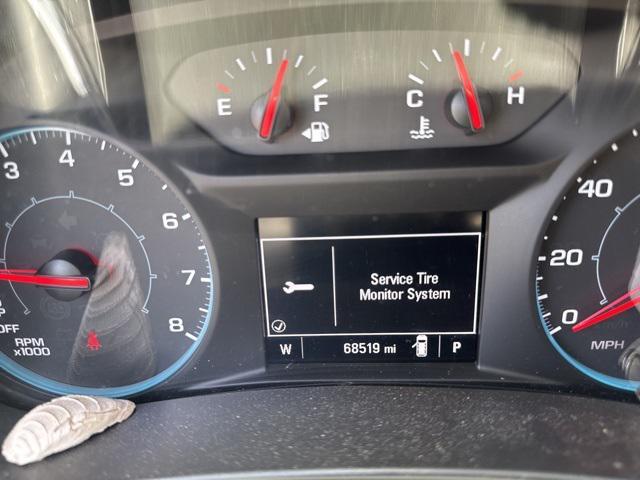 E F
C H
3 4 5 6 7 8
OFF
RPM
x1000
Service Tire
Monitor System
W 68519 mi P
40
20
0
MPH